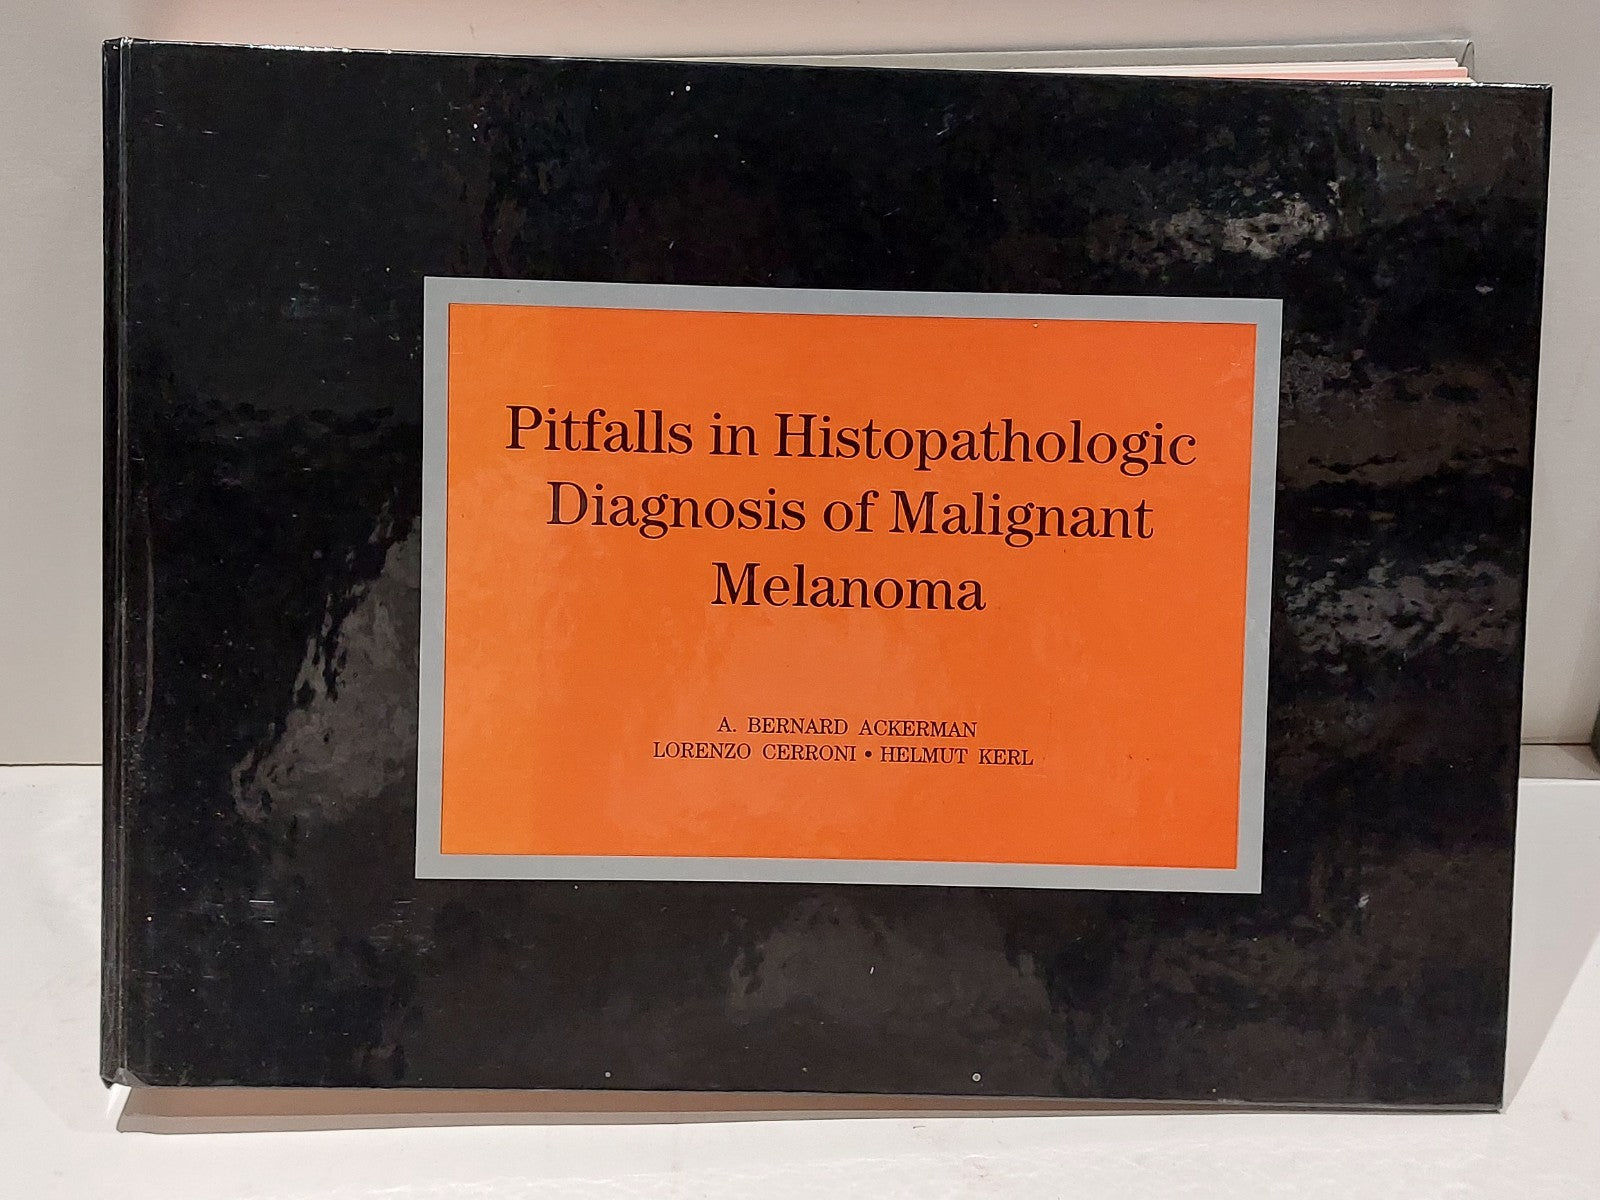 Pitfalls in Histopathologic
Diagnosis of Malignant
Melanoma
A. BERNARD ACKERMAN
LORENZO CERRONI • HELMUT KERL